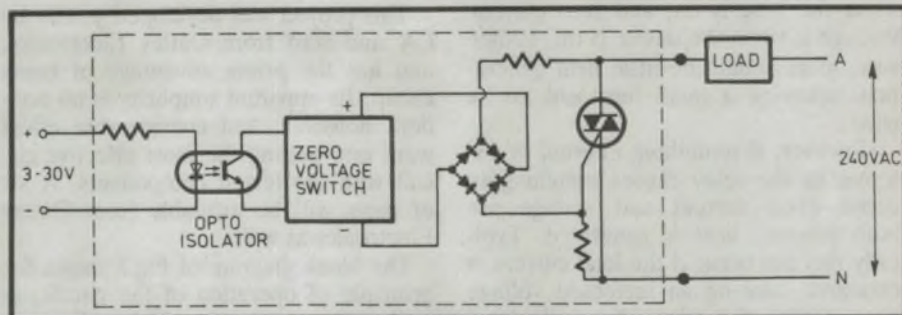 LOAD
A
+
3-30V
-
OPTO
ISOLATOR
ZERO
VOLTAGE
SWITCH
+
-
240VAC
N